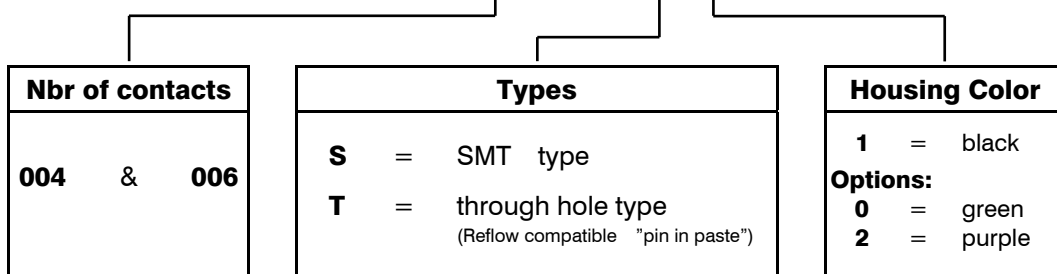 Nbr of contacts
004 & 006
Types
S = SMT type
T = through hole type
(Reflow compatible ”pin in paste”)
Housing Color
1 = black
Options:
0 = green
2 = purple